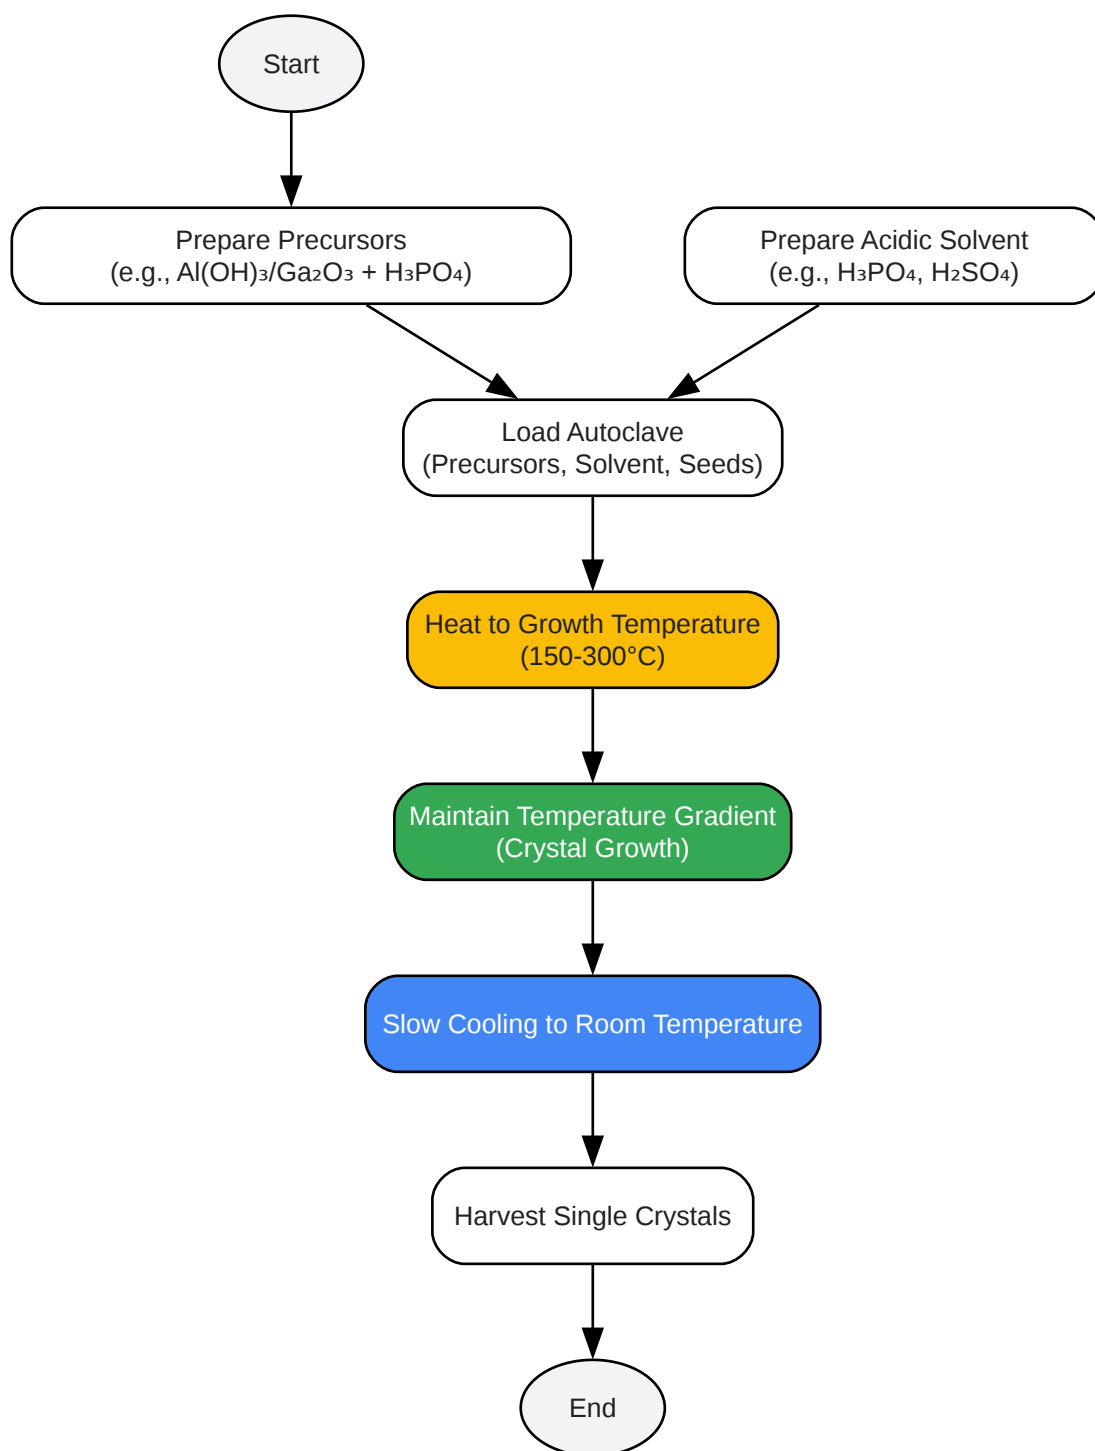 Start
Prepare Precursors
(e.g., Al(OH)₃/Ga₂O₃ + H₃PO₄)
Prepare Acidic Solvent
(e.g., H₃PO₄, H₂SO₄)
Load Autoclave
(Precursors, Solvent, Seeds)
Heat to Growth Temperature
(150-300°C)
Maintain Temperature Gradient
(Crystal Growth)
Slow Cooling to Room Temperature
Harvest Single Crystals
End